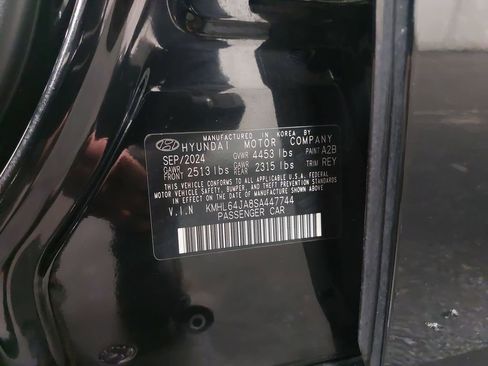 MANUFACTURED IN KOREA BY
HYUNDAI MOTOR COMPANY
SEP/2024 GVWR 4453 lbs PAINT A2B
GAWR FRONT 2513 lbs GAWR REAR 2315 lbs TRIM REY
THIS VEHICLE CONFORMS TO ALL APPLICABLE U.S.A. FEDERAL
MOTOR VEHICLE SAFETY, BUMPER, AND THEFT PREVENTION STANDARDS
IN EFFECT ON THE DATE OF MANUFACTURE SHOWN ABOVE.
V.I.N KMHL64JA8SA447744
PASSENGER CAR